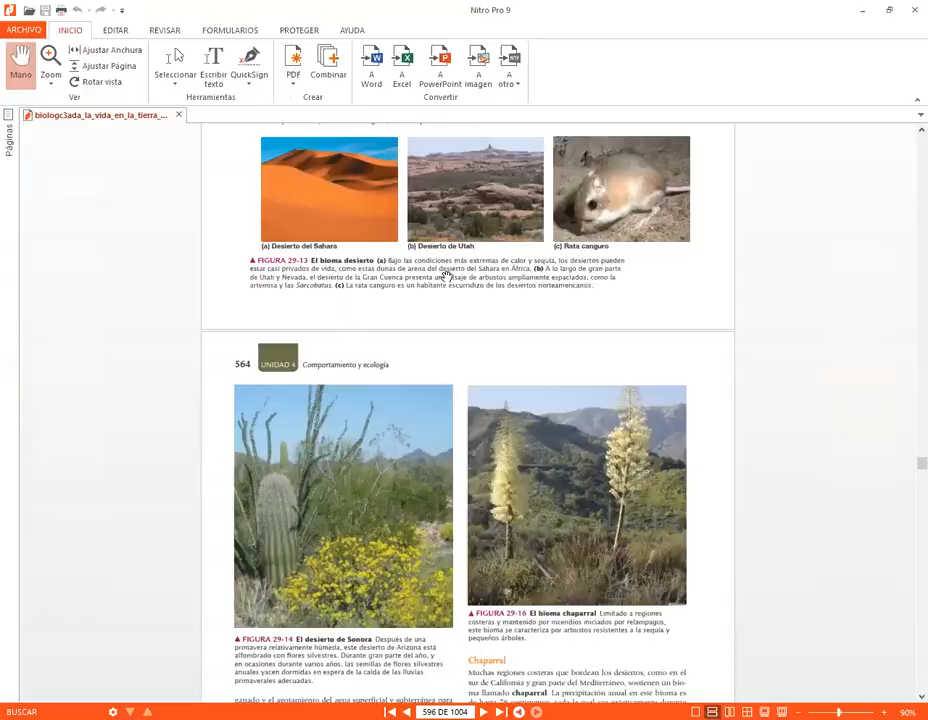 Nitro Pro 9
ARCHIVO INICIO EDITAR REVISAR FORMULARIOS PROTEGER AYUDA
Ajustar Anchura
Ajustar Página
Rotar vista
Mano Zoom Seleccionar Escribir texto QuickSign PDF Combinar A Word A Excel A PowerPoint A imagen A otro
Ver Herramientas Crear Convertir
biologc3ada_la_vida_en_la_tierra_...
Páginas
(a) Desierto del Sahara (b) Desierto de Utah (c) Rata canguro
▲ FIGURA 29-13 El bioma desierto (a) Bajo las condiciones más extremas de calor y sequía, los desiertos pueden
estar casi privados de vida, como estas dunas de arena del desierto del Sahara en África. (b) A lo largo de gran parte
de Utah y Nevada, el desierto de la Gran Cuenca presenta un de arbustos ampliamente espaciados, como la
artemisa y las Sarcobatus. (c) La rata canguro es un habitante escurridizo de los desiertos norteamericanos.
564 UNIDAD 4 Comportamiento y ecología
▲ FIGURA 29-14 El desierto de Sonora Después de una
primavera relativamente húmeda, este desierto de Arizona está
alfombrado con flores silvestres. Durante gran parte del año, y
en ocasiones durante varios años, las semillas de flores silvestres
anuales yacen dormidas en espera de la caída de las lluvias
primaverales adecuadas.
ganado y el agotamiento del agua superficial y subterránea para
▲ FIGURA 29-16 El bioma chaparral Limitado a regiones
costeras y mantenido por incendios iniciados por relámpagos,
este bioma se caracteriza por arbustos resistentes a la sequía y
pequeños árboles.
Chaparral
Muchas regiones costeras que bordean los desiertos, como en el
sur de California y gran parte del Mediterráneo, sostienen un bio-
ma llamado chaparral. La precipitación anual en este bioma es
BUSCAR 596 DE 1004 90%